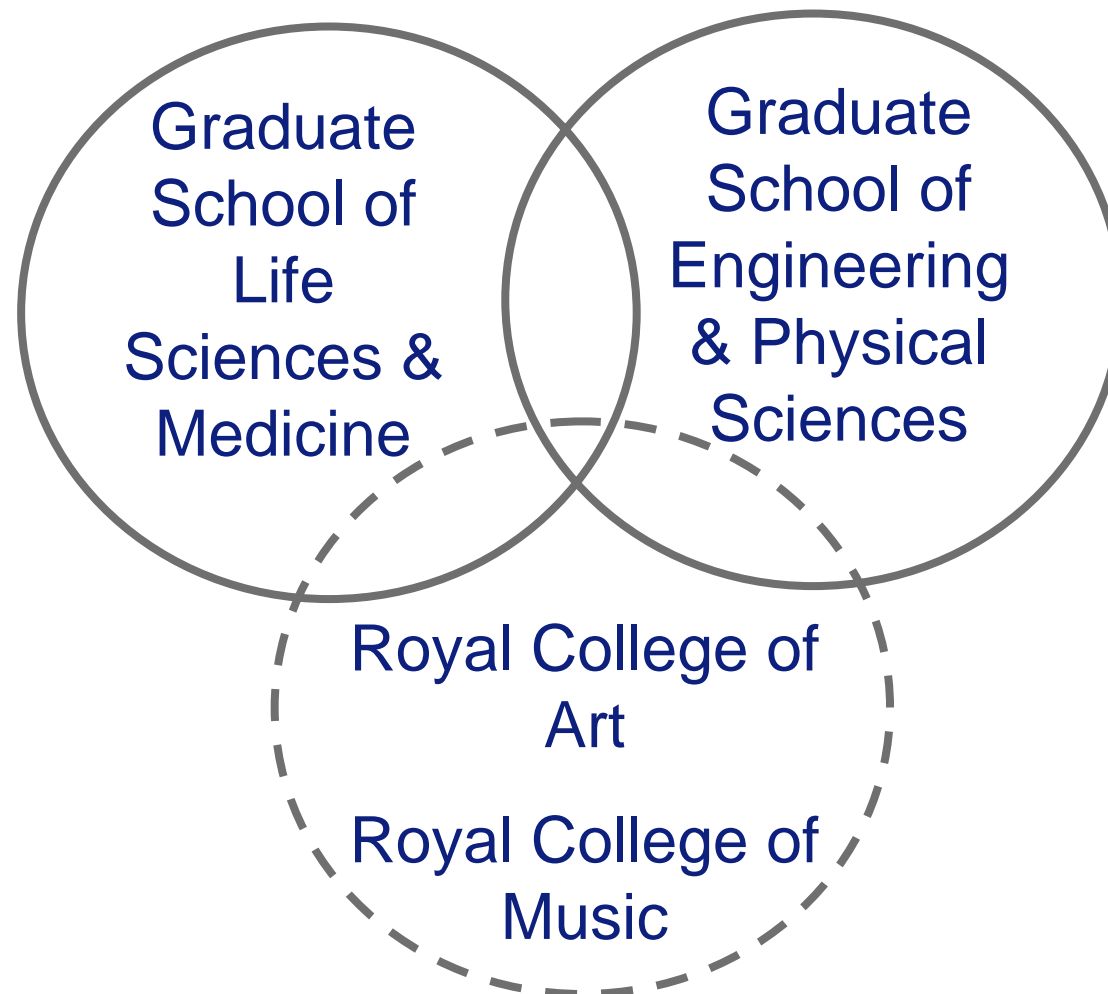 Graduate
School of
Life
Sciences &
Medicine
Graduate
School of
Engineering
& Physical
Sciences
Royal College of
Art
Royal College of
Music